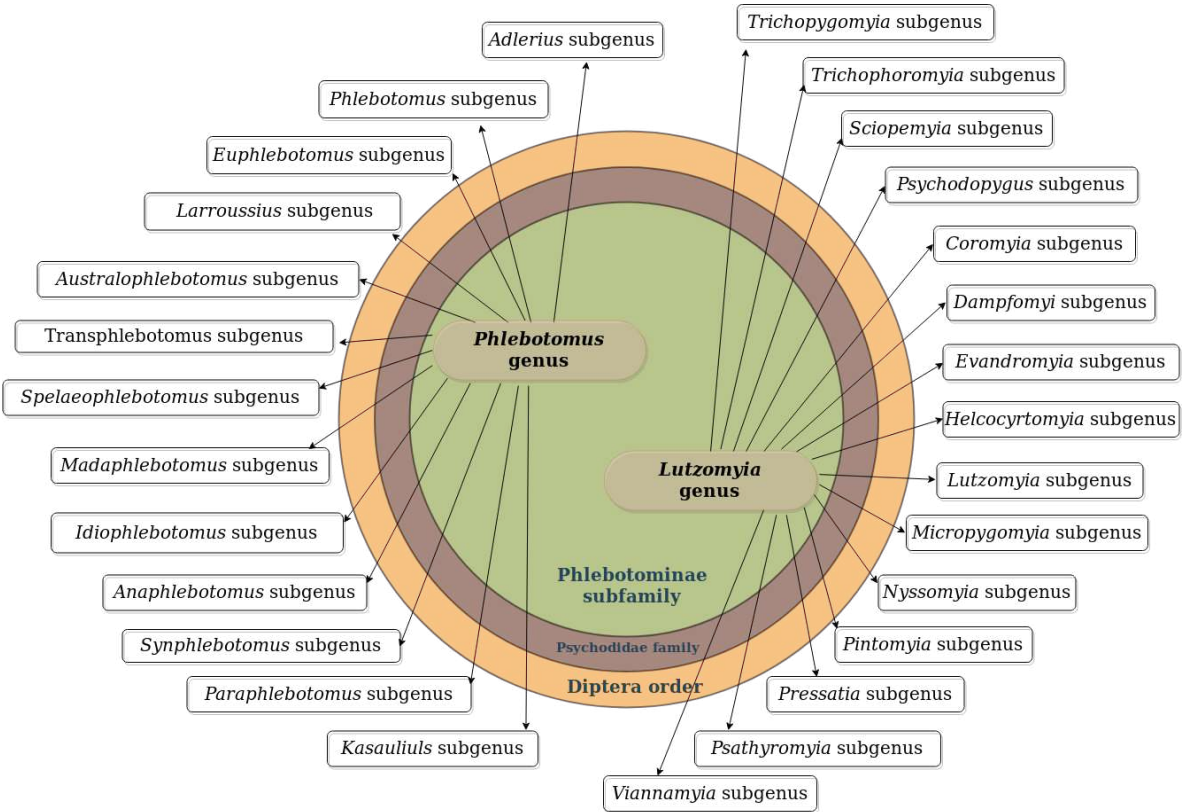 Trichopygomyia subgenus
Adlerius subgenus
Trichophoromyia subgenus
Phlebotomus subgenus
Sciopemyia subgenus
Euphlebotomus subgenus
Psychodopygus subgenus
Larroussius subgenus
Coromyia subgenus
Australophlebotomus subgenus
Dampfomyi subgenus
Transphlebotomus subgenus
Phlebotomus
genus
Evandromyia subgenus
Spelaeophlebotomus subgenus
Helcocyrtomyia subgenus
Madaphlebotomus subgenus
Lutzomyia
genus
Lutzomyia subgenus
Idiophlebotomus subgenus
Micropygomyia subgenus
Phlebotominae
subfamily
Anaphlebotomus subgenus
Nyssomyia subgenus
Synphlebotomus subgenus
Psychodidae family
Pintomyia subgenus
Paraphlebotomus subgenus
Diptera order
Pressatia subgenus
Kasauliuls subgenus
Psathyromyia subgenus
Viannamyia subgenus